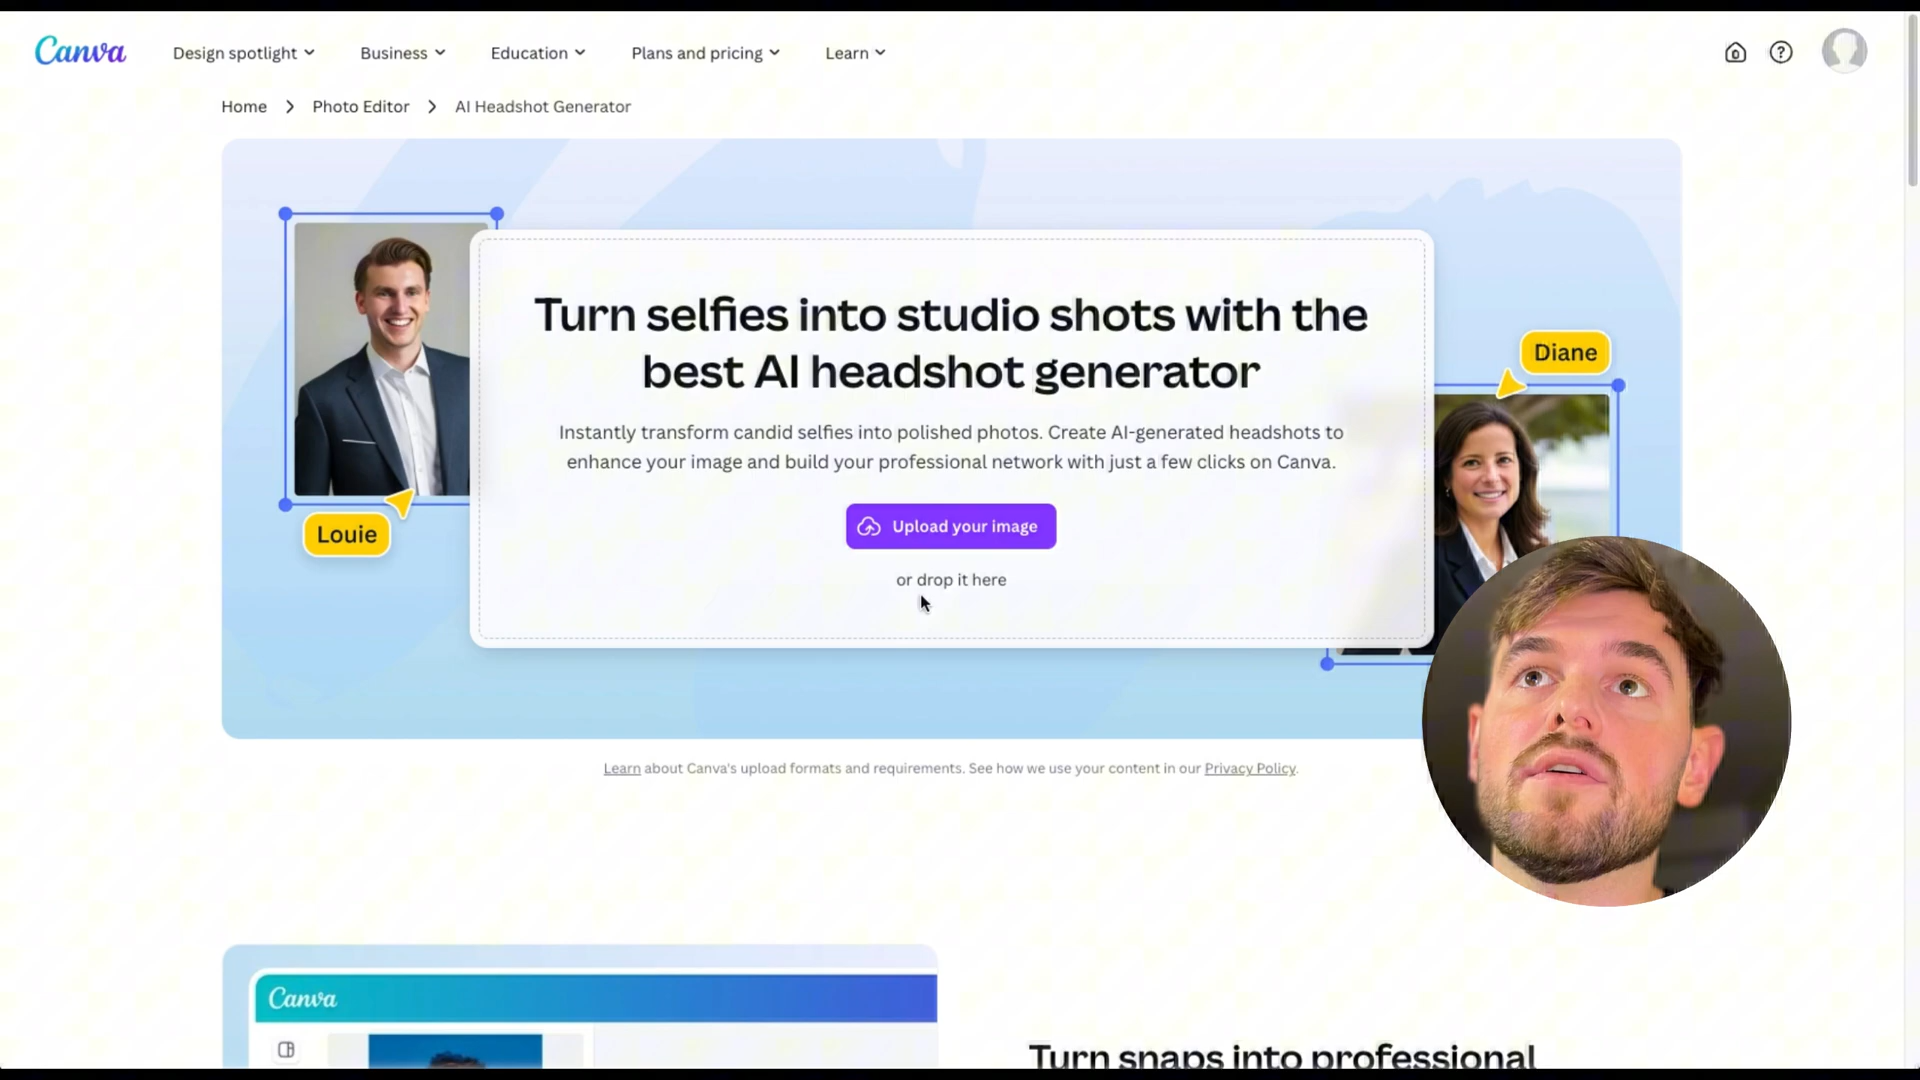 Canva
Design spotlight
Business
Education
Plans and pricing
Learn
Home
Photo Editor
AI Headshot Generator
Turn selfies into studio shots with the
best AI headshot generator
Instantly transform candid selfies into polished photos. Create AI-generated headshots to
enhance your image and build your professional network with just a few clicks on Canva.
Upload your image
or drop it here
Louie
Diane
Learn about Canva's upload formats and requirements. See how we use your content in our Privacy Policy.
Canva
Turn snaps into professional